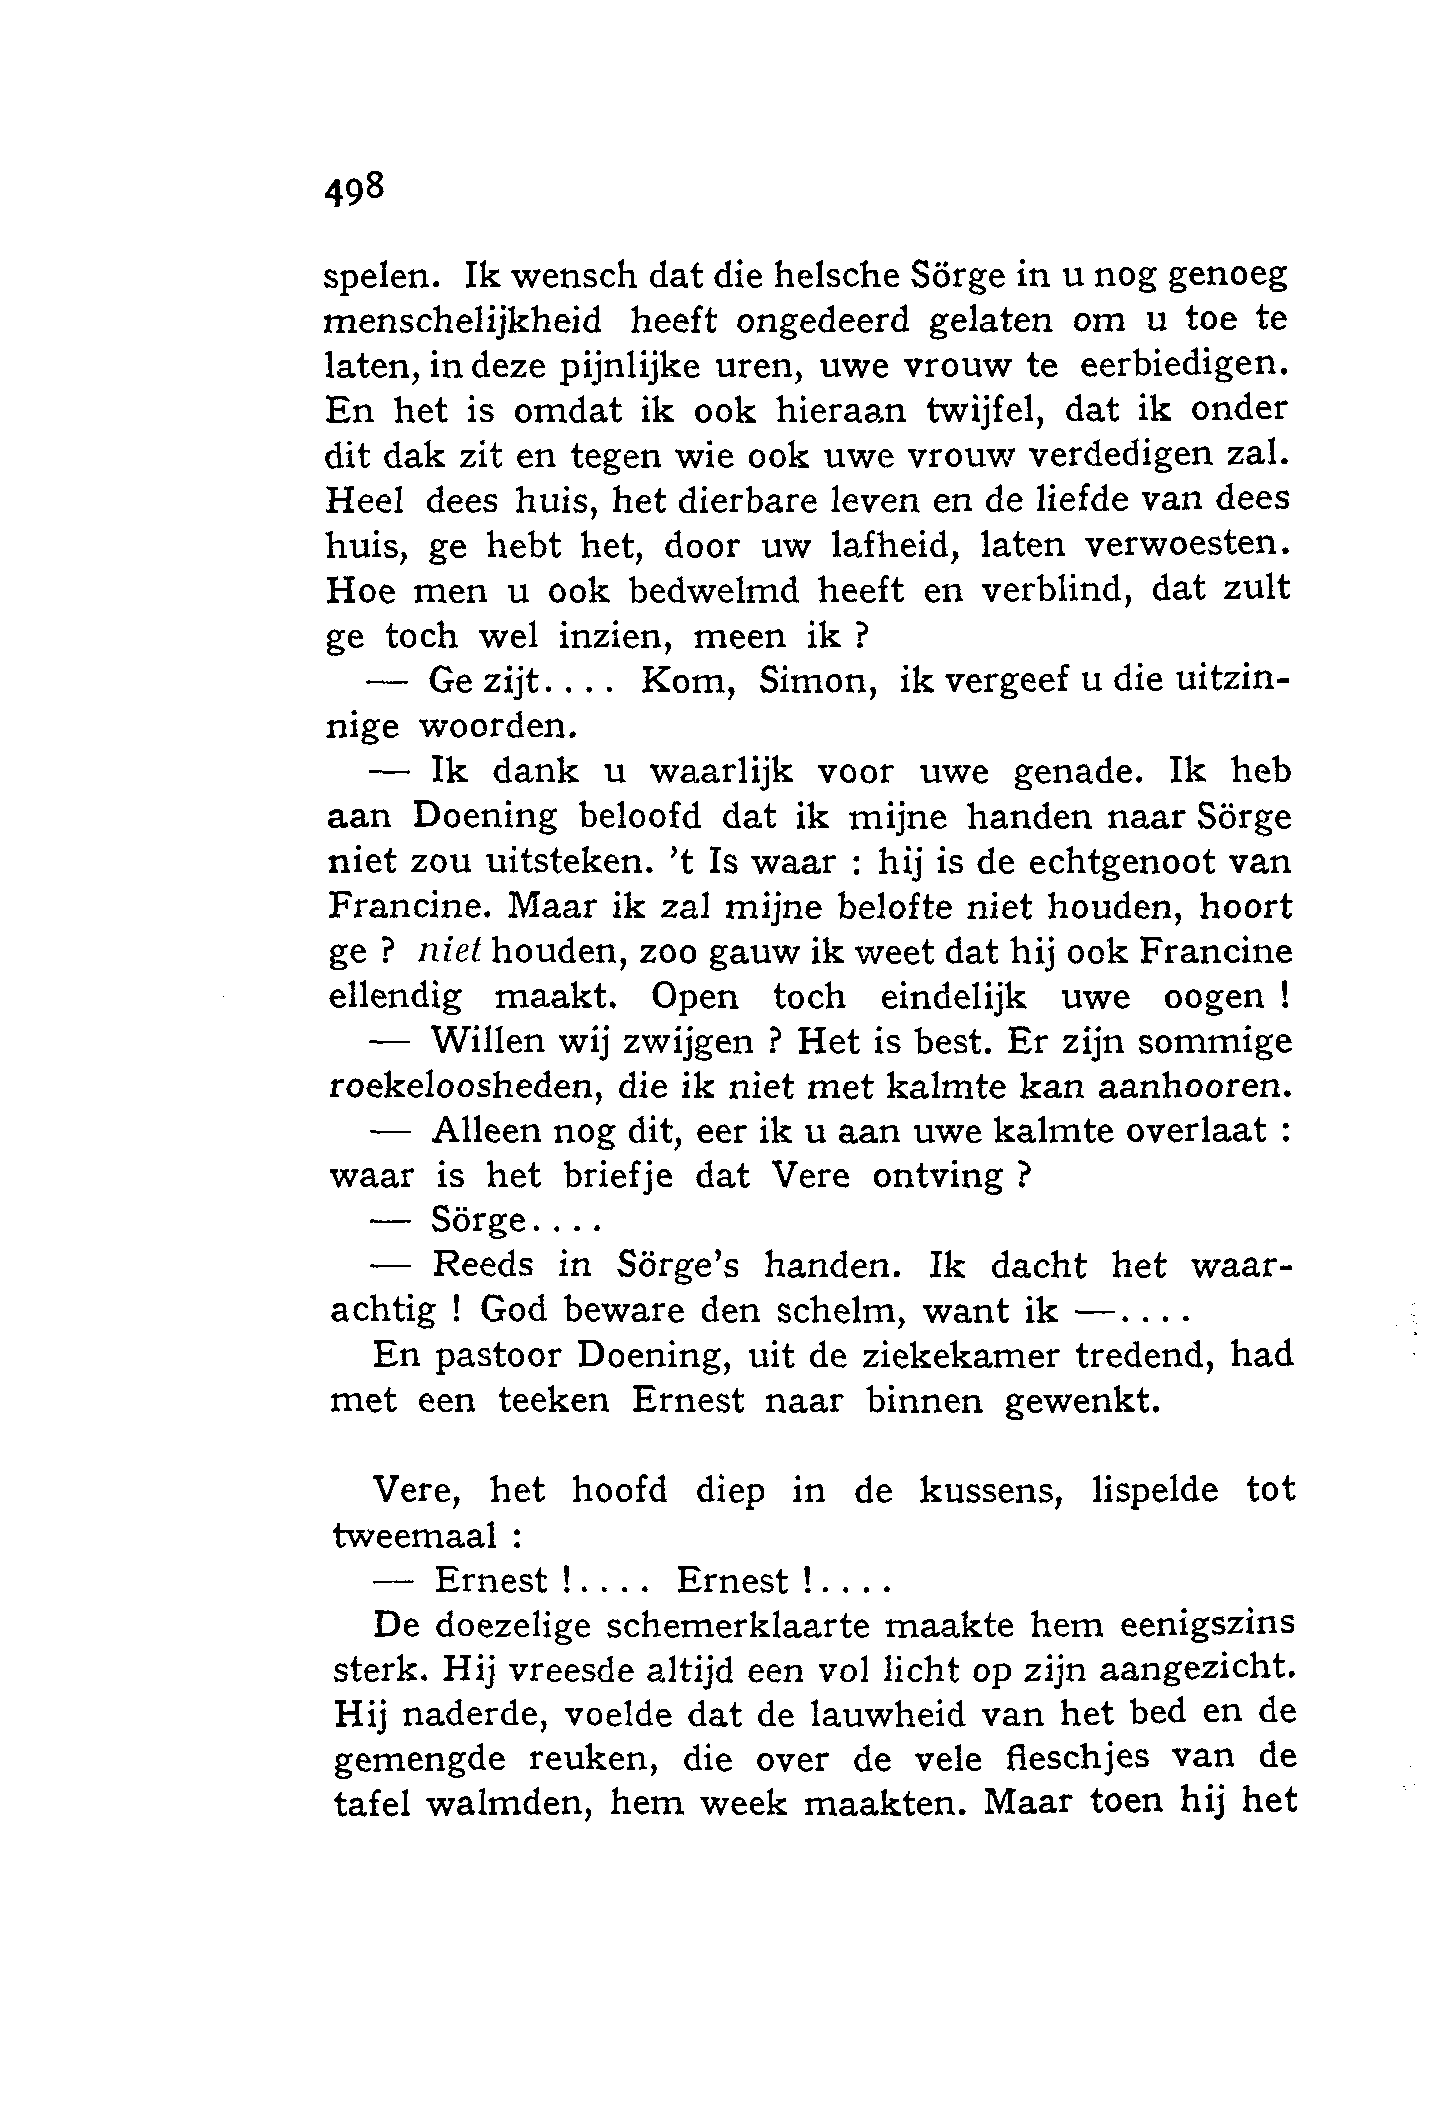 498
spelen. Ik wensch dat die helsche Sörge in u nog genoeg
menschelijkheid heeft ongedeerd gelaten om u toe te
laten, in deze pijnlijke uren, uwe vrouw te eerbiedigen.
En het is omdat ik ook hieraan twijfel, dat ik onder
dit dak zit en tegen wie ook uwe vrouw verdedigen zal.
Heel dees huis, het dierbare leven en de liefde van dees
huis, ge hebt het, door uw lafheid, laten verwoesten.
Hoe men u ook bedwelmd heeft en verblind, dat zult
ge toch wel inzien, meen ik ?
— Ge zijt.... Kom, Simon, ik vergeef u die uitzin-
nige woorden.
— Ik dank u waarlijk voor uwe genade. Ik heb
aan Doening beloofd dat ik mijne handen naar Sörge
niet zou uitsteken. 't Is waar : hij is de echtgenoot van
Francine. Maar ik zal mijne belofte niet houden, hoort
ge ? niet houden, zoo gauw ik weet dat hij ook Francine
ellendig maakt. Open toch eindelijk uwe oogen !
— Willen wij zwijgen ? Het is best. Er zijn sommige
roekeloosheden, die ik niet met kalmte kan aanhooren.
— Alleen nog dit, eer ik u aan uwe kalmte overlaat :
waar is het briefje dat Vere ontving ?
— Sörge....
— Reeds in Sörge's handen. Ik dacht het waar-
achtig ! God beware den schelm, want ik —....
En pastoor Doening, uit de ziekekamer tredend, had
met een teeken Ernest naar binnen gewenkt.
Vere, het hoofd diep in de kussens, lispelde tot
tweemaal :
— Ernest !.... Ernest !....
De doezelige schemerklaarte maakte hem eenigszins
sterk. Hij vreesde altijd een vol licht op zijn aangezicht.
Hij naderde, voelde dat de lauwheid van het bed en de
gemengde reuken, die over de vele fleschjes van de
tafel walmden, hem week maakten. Maar toen hij het